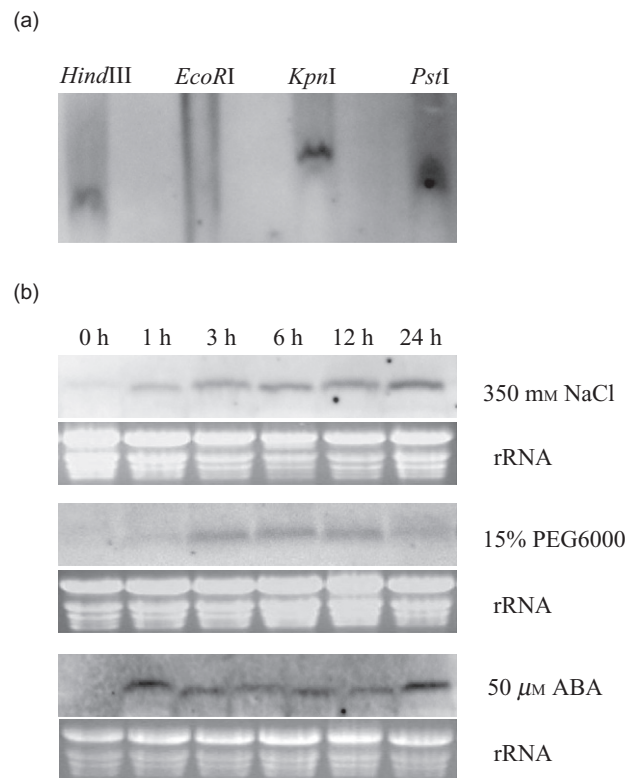 (a)
HindIII EcoRI KpnI PstI
(b)
0 h 1 h 3 h 6 h 12 h 24 h
350 mM NaCl
rRNA
15% PEG6000
rRNA
50 μM ABA
rRNA